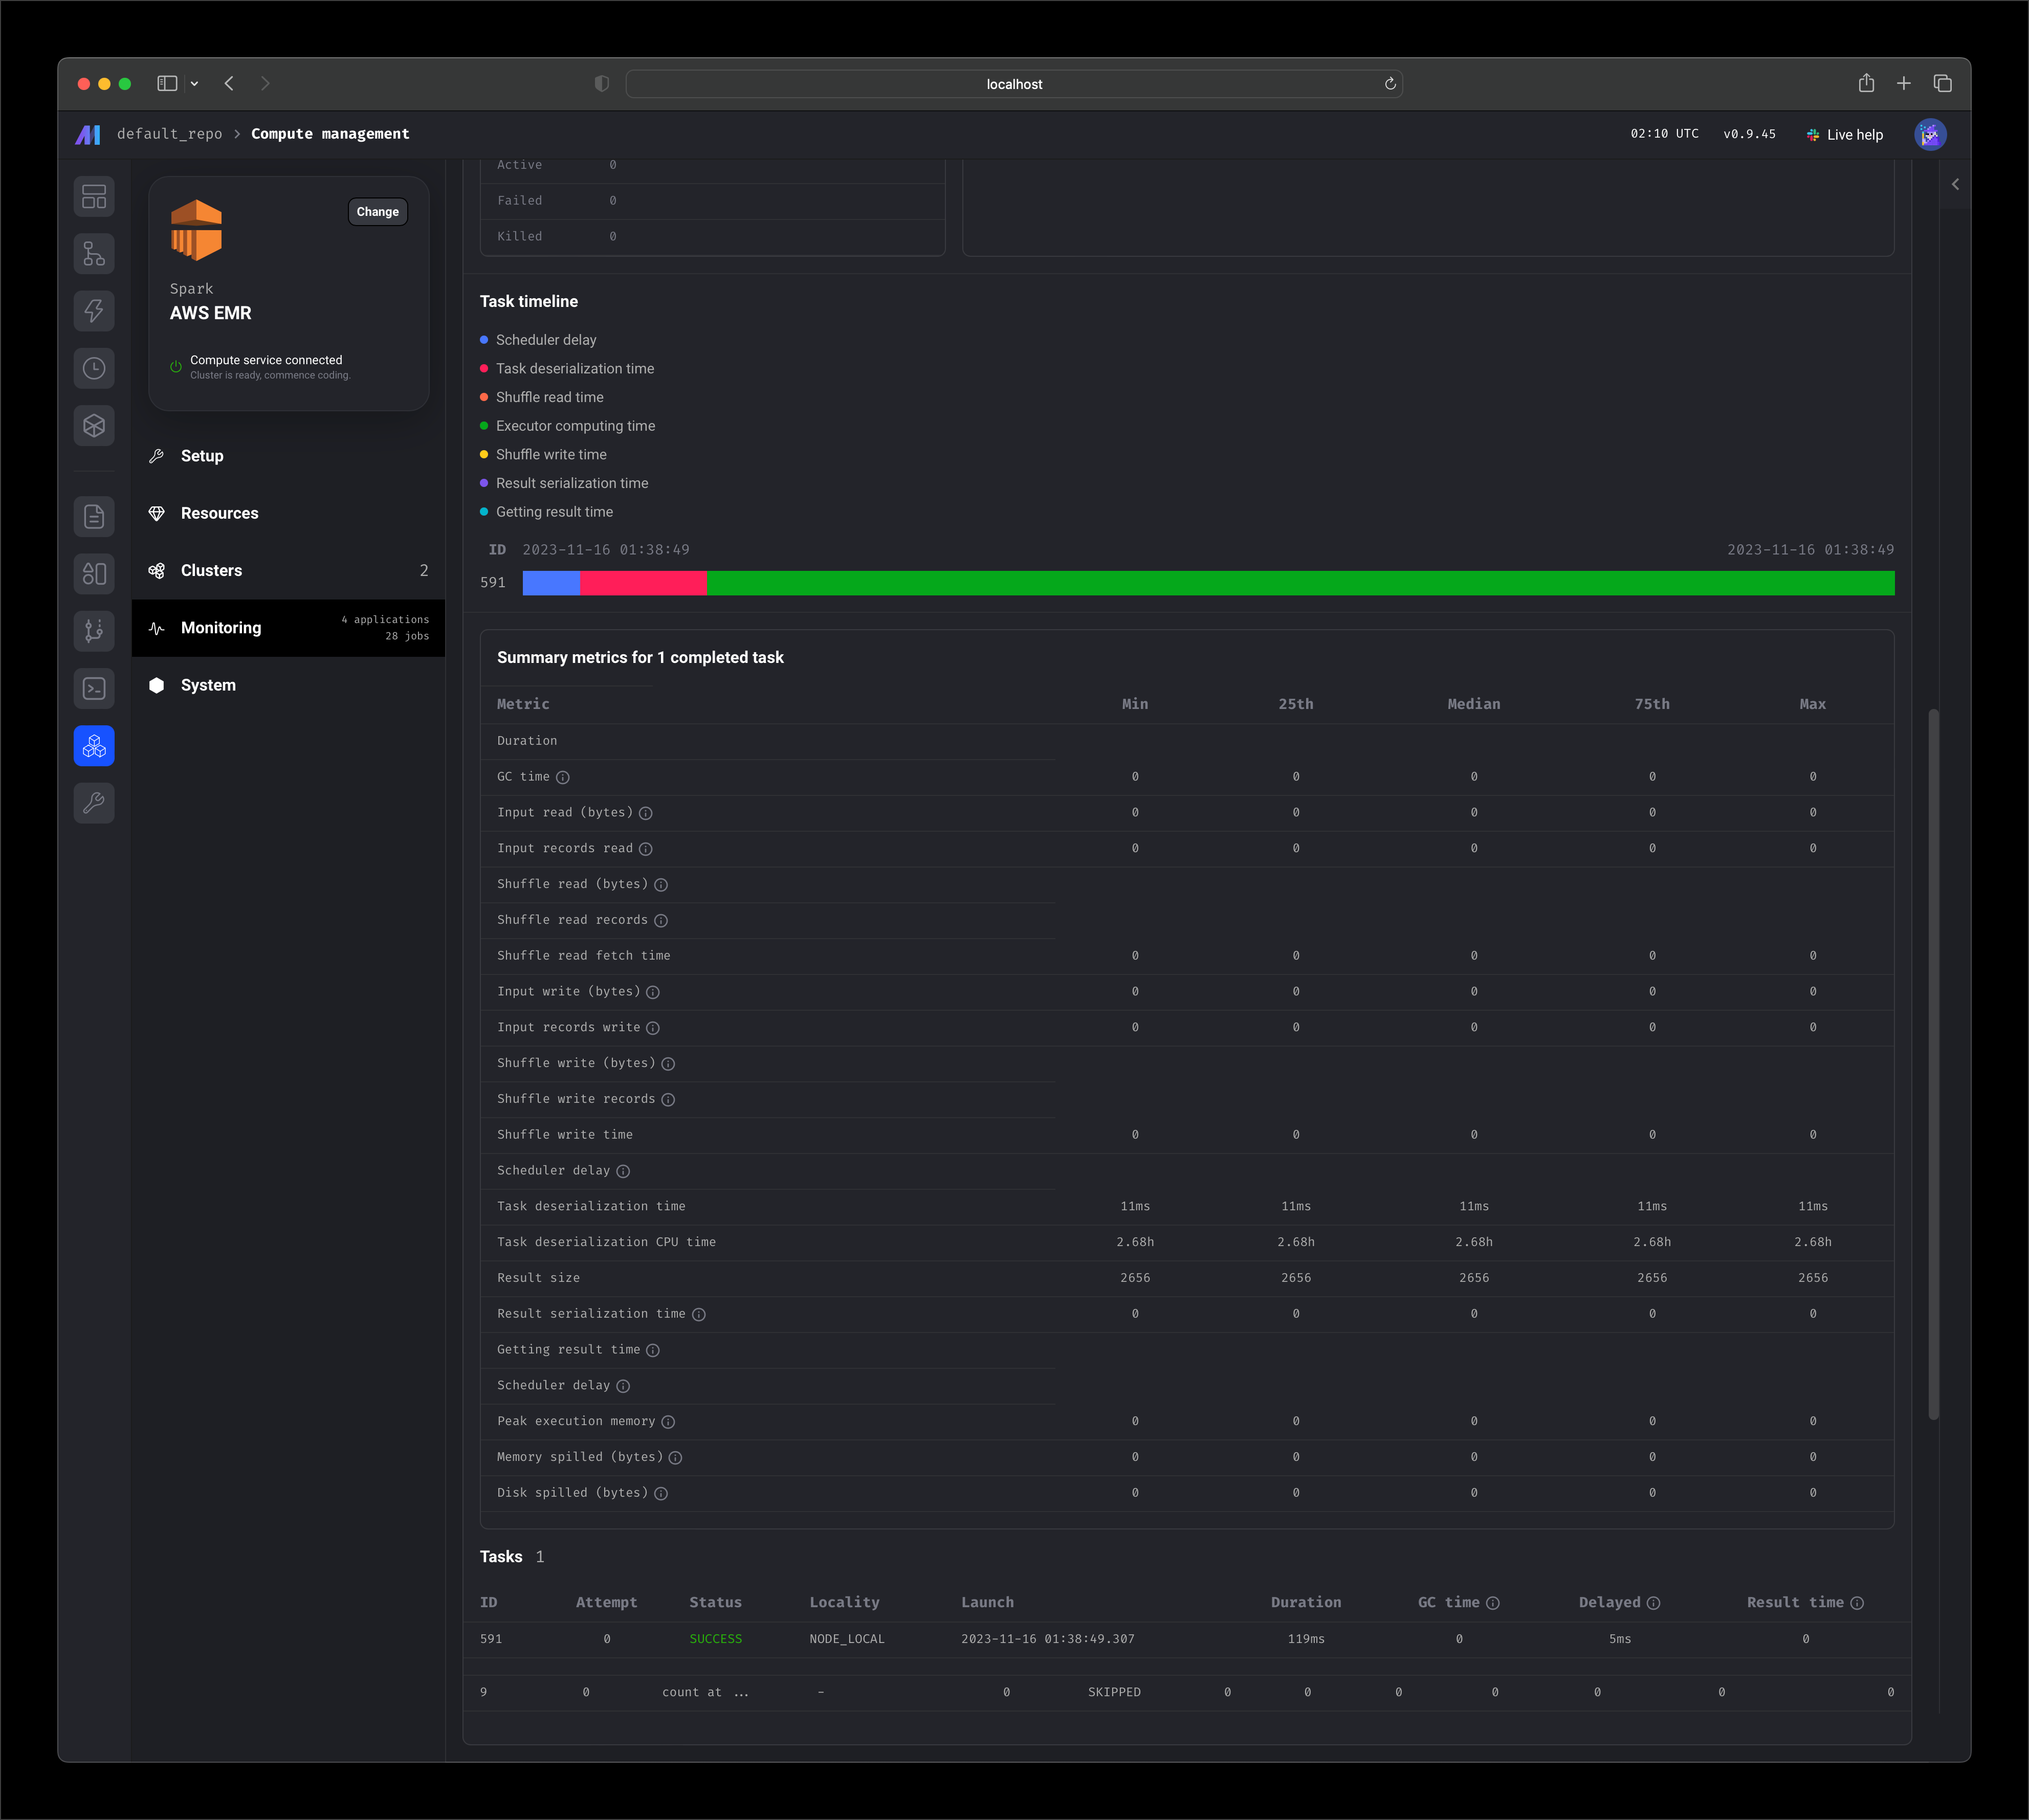 localhost
default_repo > Compute management
02:10 UTC v0.9.45 Live help
Change
Spark
AWS EMR
Compute service connected
Cluster is ready, commence coding.
Setup
Resources
Clusters 2
Monitoring 4 applications
28 jobs
System
Active 0
Failed 0
Killed 0
Task timeline
Scheduler delay
Task deserialization time
Shuffle read time
Executor computing time
Shuffle write time
Result serialization time
Getting result time
ID 2023-11-16 01:38:49 2023-11-16 01:38:49
591
Summary metrics for 1 completed task
Metric Min 25th Median 75th Max
Duration
GC time 0 0 0 0 0
Input read (bytes) 0 0 0 0 0
Input records read 0 0 0 0 0
Shuffle read (bytes)
Shuffle read records
Shuffle read fetch time 0 0 0 0 0
Input write (bytes) 0 0 0 0 0
Input records write 0 0 0 0 0
Shuffle write (bytes)
Shuffle write records
Shuffle write time 0 0 0 0 0
Scheduler delay
Task deserialization time 11ms 11ms 11ms 11ms 11ms
Task deserialization CPU time 2.68h 2.68h 2.68h 2.68h 2.68h
Result size 2656 2656 2656 2656 2656
Result serialization time 0 0 0 0 0
Getting result time
Scheduler delay
Peak execution memory 0 0 0 0 0
Memory spilled (bytes) 0 0 0 0 0
Disk spilled (bytes) 0 0 0 0 0
Tasks 1
ID Attempt Status Locality Launch Duration GC time Delayed Result time
591 0 SUCCESS NODE_LOCAL 2023-11-16 01:38:49.307 119ms 0 5ms 0
9 0 count at ... - 0 SKIPPED 0 0 0 0 0 0 0